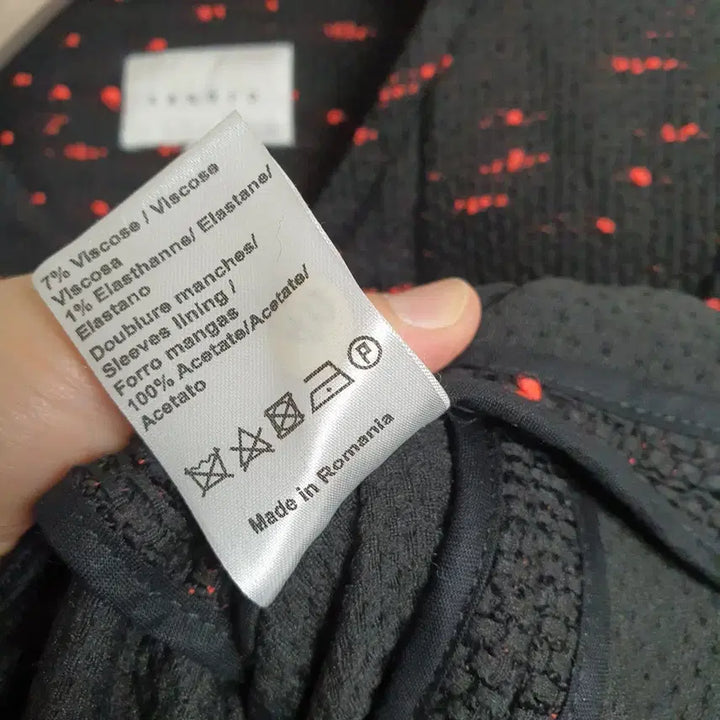 7% Viscose / Viscose
Viscosa
1% Elasthanne/ Elastane/
Elastano
Doublure manches/
Sleeves lining /
Forro mangas
100% Acetate/Acetate/
Acetato
P
Made in Romania